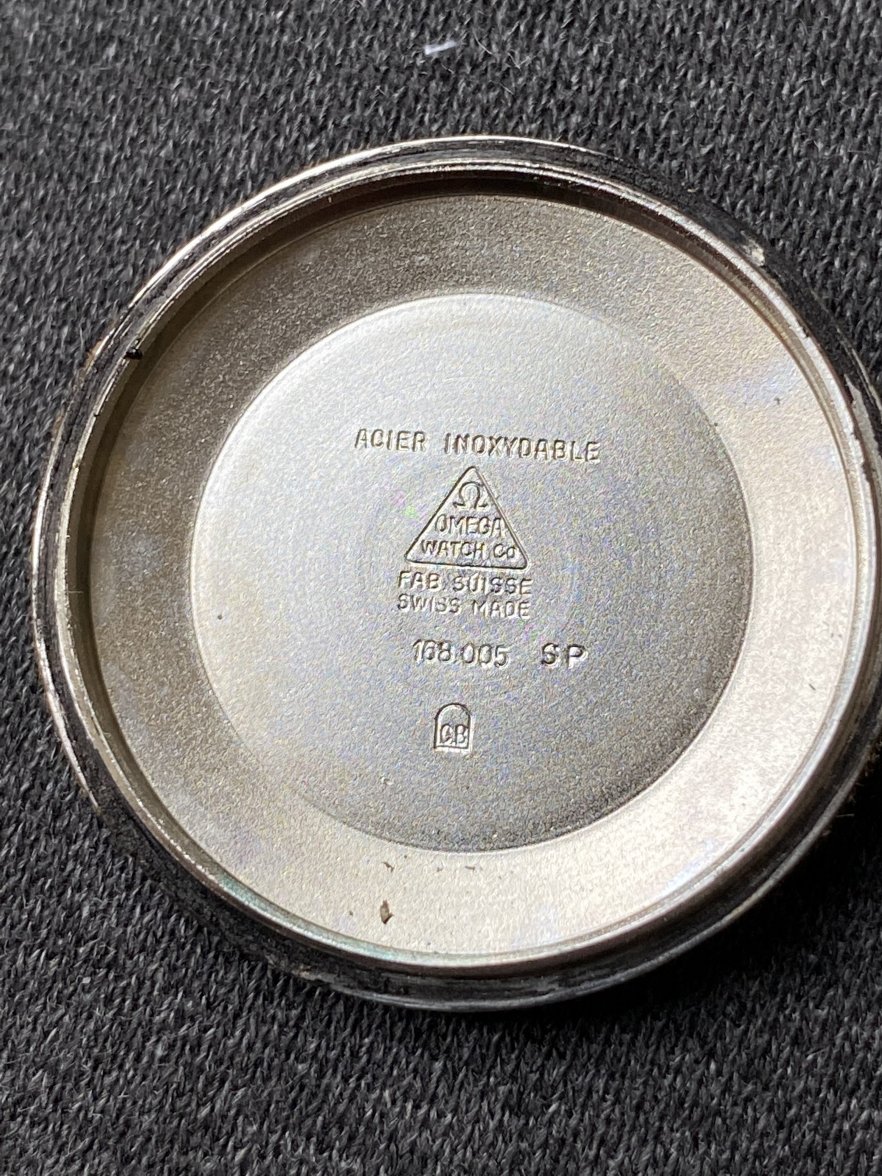 ACIER INOXYDABLE
Ω
OMEGA
WATCH Co
FAB. SUISSE
SWISS MADE
168.005 SP
CB